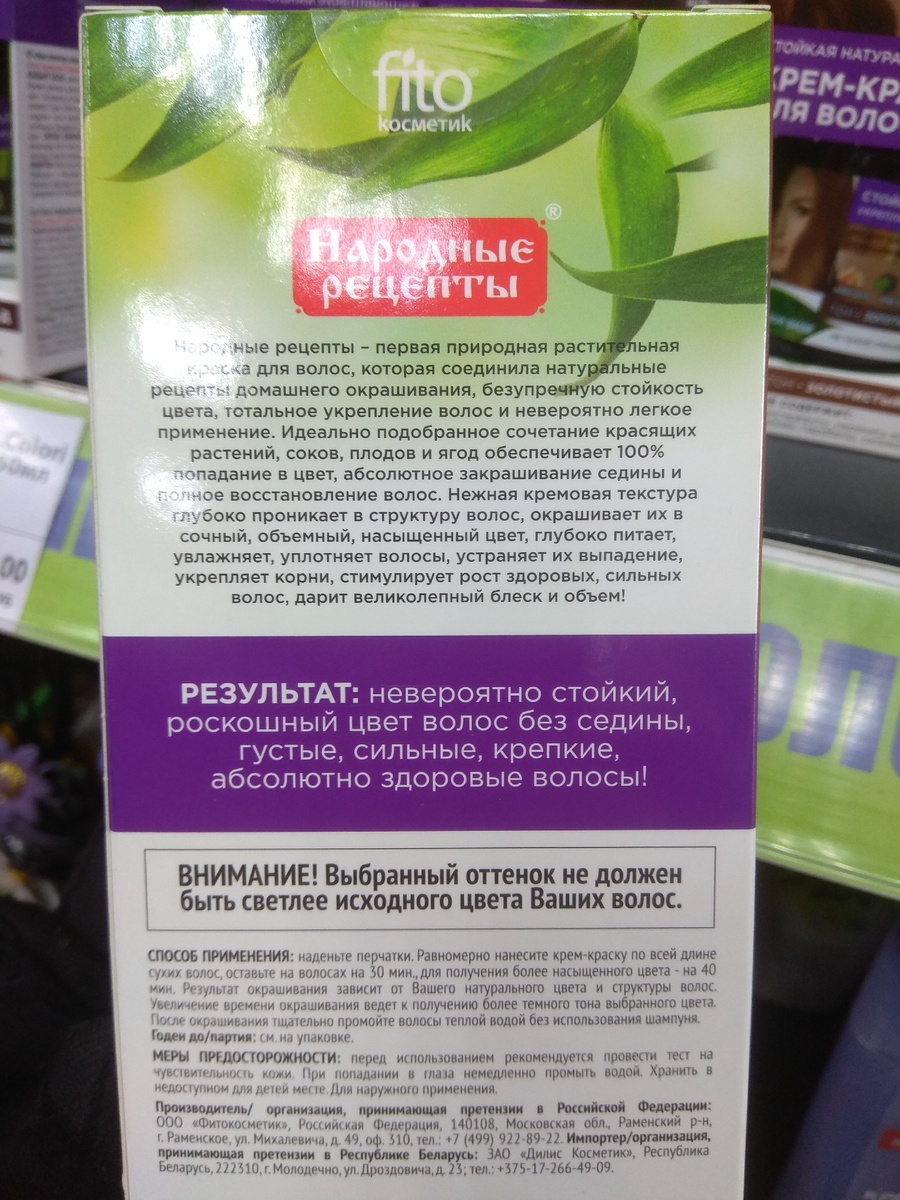 fito
косметик
Народные
рецепты
®
Народные рецепты – первая природная растительная
краска для волос, которая соединила натуральные
рецепты домашнего окрашивания, безупречную стойкость
цвета, тотальное укрепление волос и невероятно легкое
применение. Идеально подобранное сочетание красящих
растений, соков, плодов и ягод обеспечивает 100%
попадание в цвет, абсолютное закрашивание седины и
полное восстановление волос. Нежная кремовая текстура
глубоко проникает в структуру волос, окрашивает их в
сочный, объемный, насыщенный цвет, глубоко питает,
увлажняет, уплотняет волосы, устраняет их выпадение,
укрепляет корни, стимулирует рост здоровых, сильных
волос, дарит великолепный блеск и объем!
РЕЗУЛЬТАТ: невероятно стойкий,
роскошный цвет волос без седины,
густые, сильные, крепкие,
абсолютно здоровые волосы!
ВНИМАНИЕ! Выбранный оттенок не должен
быть светлее исходного цвета Ваших волос.
СПОСОБ ПРИМЕНЕНИЯ: наденьте перчатки. Равномерно нанесите крем-краску по всей длине
сухих волос, оставьте на волосах на 30 мин., для получения более насыщенного цвета - на 40
мин. Результат окрашивания зависит от Вашего натурального цвета и структуры волос.
Увеличение времени окрашивания ведет к получению более темного тона выбранного цвета.
После окрашивания тщательно промойте волосы теплой водой без использования шампуня.
Годен до/партия: см. на упаковке.
МЕРЫ ПРЕДОСТОРОЖНОСТИ: перед использованием рекомендуется провести тест на
чувствительность кожи. При попадании в глаза немедленно промыть водой. Хранить в
недоступном для детей месте. Для наружного применения.
Производитель/ организация, принимающая претензии в Российской Федерации:
ООО «Фитокосметик», Российская Федерация, 140108, Московская обл., Раменский р-н,
г. Раменское, ул. Михалевича, д. 49, оф. 310, тел.: +7 (499) 922-89-22. Импортер/организация,
принимающая претензии в Республике Беларусь: ЗАО «Дилис Косметик», Республика
Беларусь, 222310, г. Молодечно, ул. Дроздовича, д. 23; тел.: +375-17-266-49-09.
Colori
60мл
.00